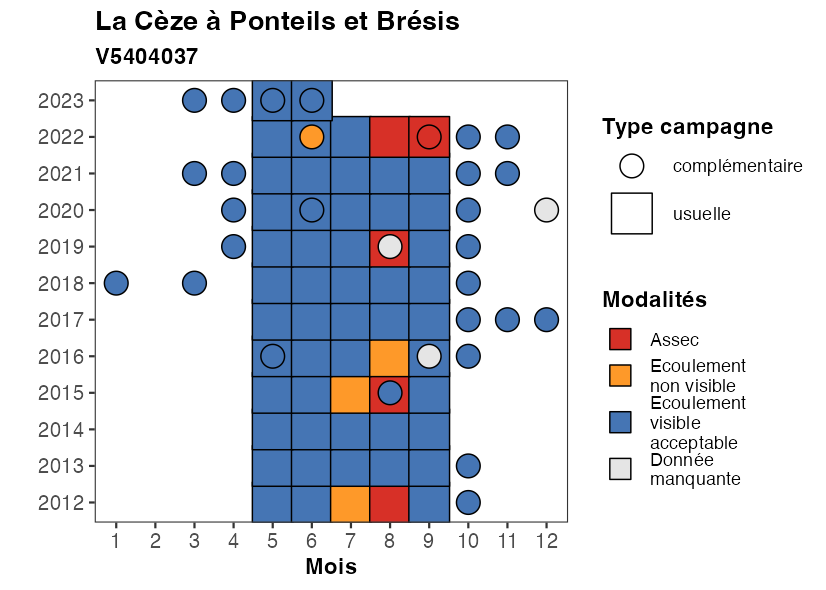 La Cèze à Ponteils et Brésis
V5404037
2023
2022
2021
2020
2019
2018
2017
2016
2015
2014
2013
2012
1 2 3 4 5 6 7 8 9 10 11 12
Mois
Type campagne
complémentaire
usuelle
Modalités
Assec
Ecoulement
non visible
Ecoulement
visible
acceptable
Donnée
manquante